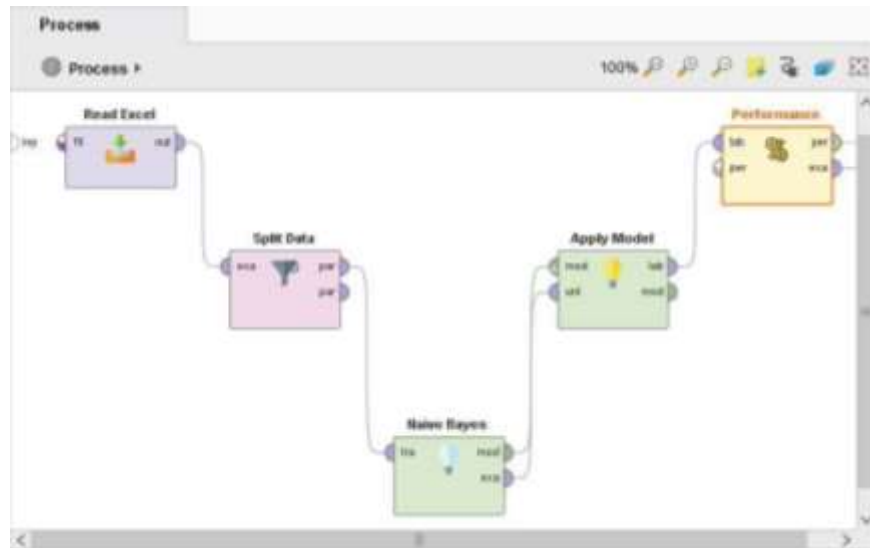 Process
Process
100%
Read Excel
inp
fil
out
Performance
lab
per
per
exa
Split Data
exa
par
par
Apply Model
mod
lab
unl
mod
Naive Bayes
tra
mod
exa